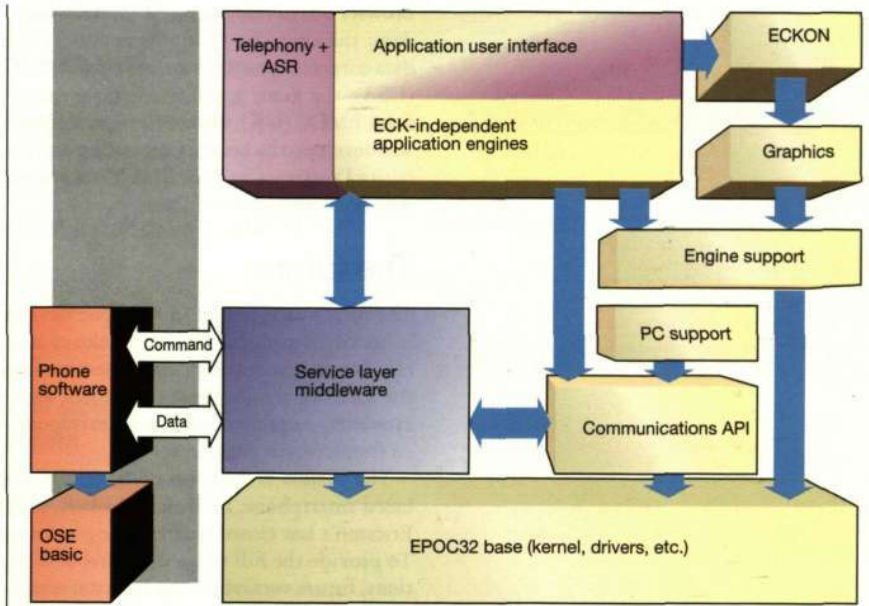 Telephony +
ASR
Application user interface
ECKON
ECK-independent
application engines
Graphics
Engine support
PC support
Command
Phone
software
Service layer
middleware
Data
Communications API
OSE
basic
EPOC32 base (kernel, drivers, etc.)